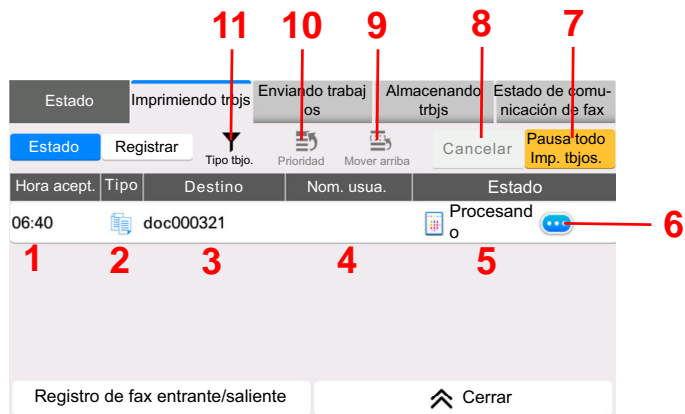 11 10 9 8 7
Estado Imprimiendo trbjs Enviando trabaj Almacenando Estado de comu-
os trbjs nicación de fax
Estado Registrar Tipo tbjo. Prioridad Mover arriba Cancelar Pausa todo
Imp. tbjos.
Hora acept. Tipo Destino Nom. usua. Estado
06:40 doc000321 Procesand
o
6
1 2 3 4 5
Registro de fax entrante/saliente Cerrar